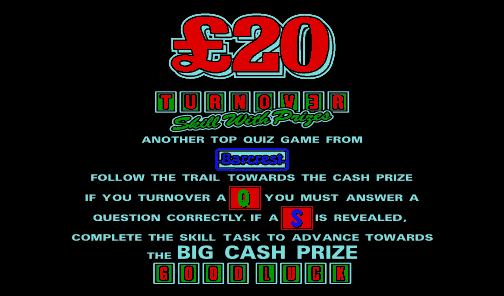 £20
TURNOVER
Skill With Prizes
ANOTHER TOP QUIZ GAME FROM
Barcrest
FOLLOW THE TRAIL TOWARDS THE CASH PRIZE
IF YOU TURNOVER A Q YOU MUST ANSWER A
QUESTION CORRECTLY. IF A S IS REVEALED,
COMPLETE THE SKILL TASK TO ADVANCE TOWARDS
THE BIG CASH PRIZE
GOOD LUCK